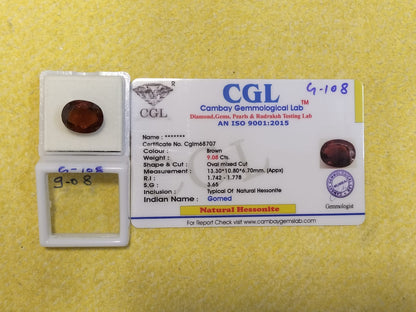 CGL
R
CGL TM
G-108
Cambay Gemmological Lab
Diamond,Gems, Pearls & Rudraksh Testing Lab
AN ISO 9001:2015
Name : *******
Certificate No. Cglm68707
Colour : Brown
Weight : 9.08 Cts.
Shape & Cut : Oval mixed Cut
Measurement : 13.30*10.80*6.70mm. (Appx)
R.I : 1.742 - 1.778
S.G : 3.65
Inclusion : Typical Of Natural Hessonite
Indian Name : Gomed
Gemmologist
Natural Hessonite
For Report Check visit www.cambaygemslab.com
G-108
9-08